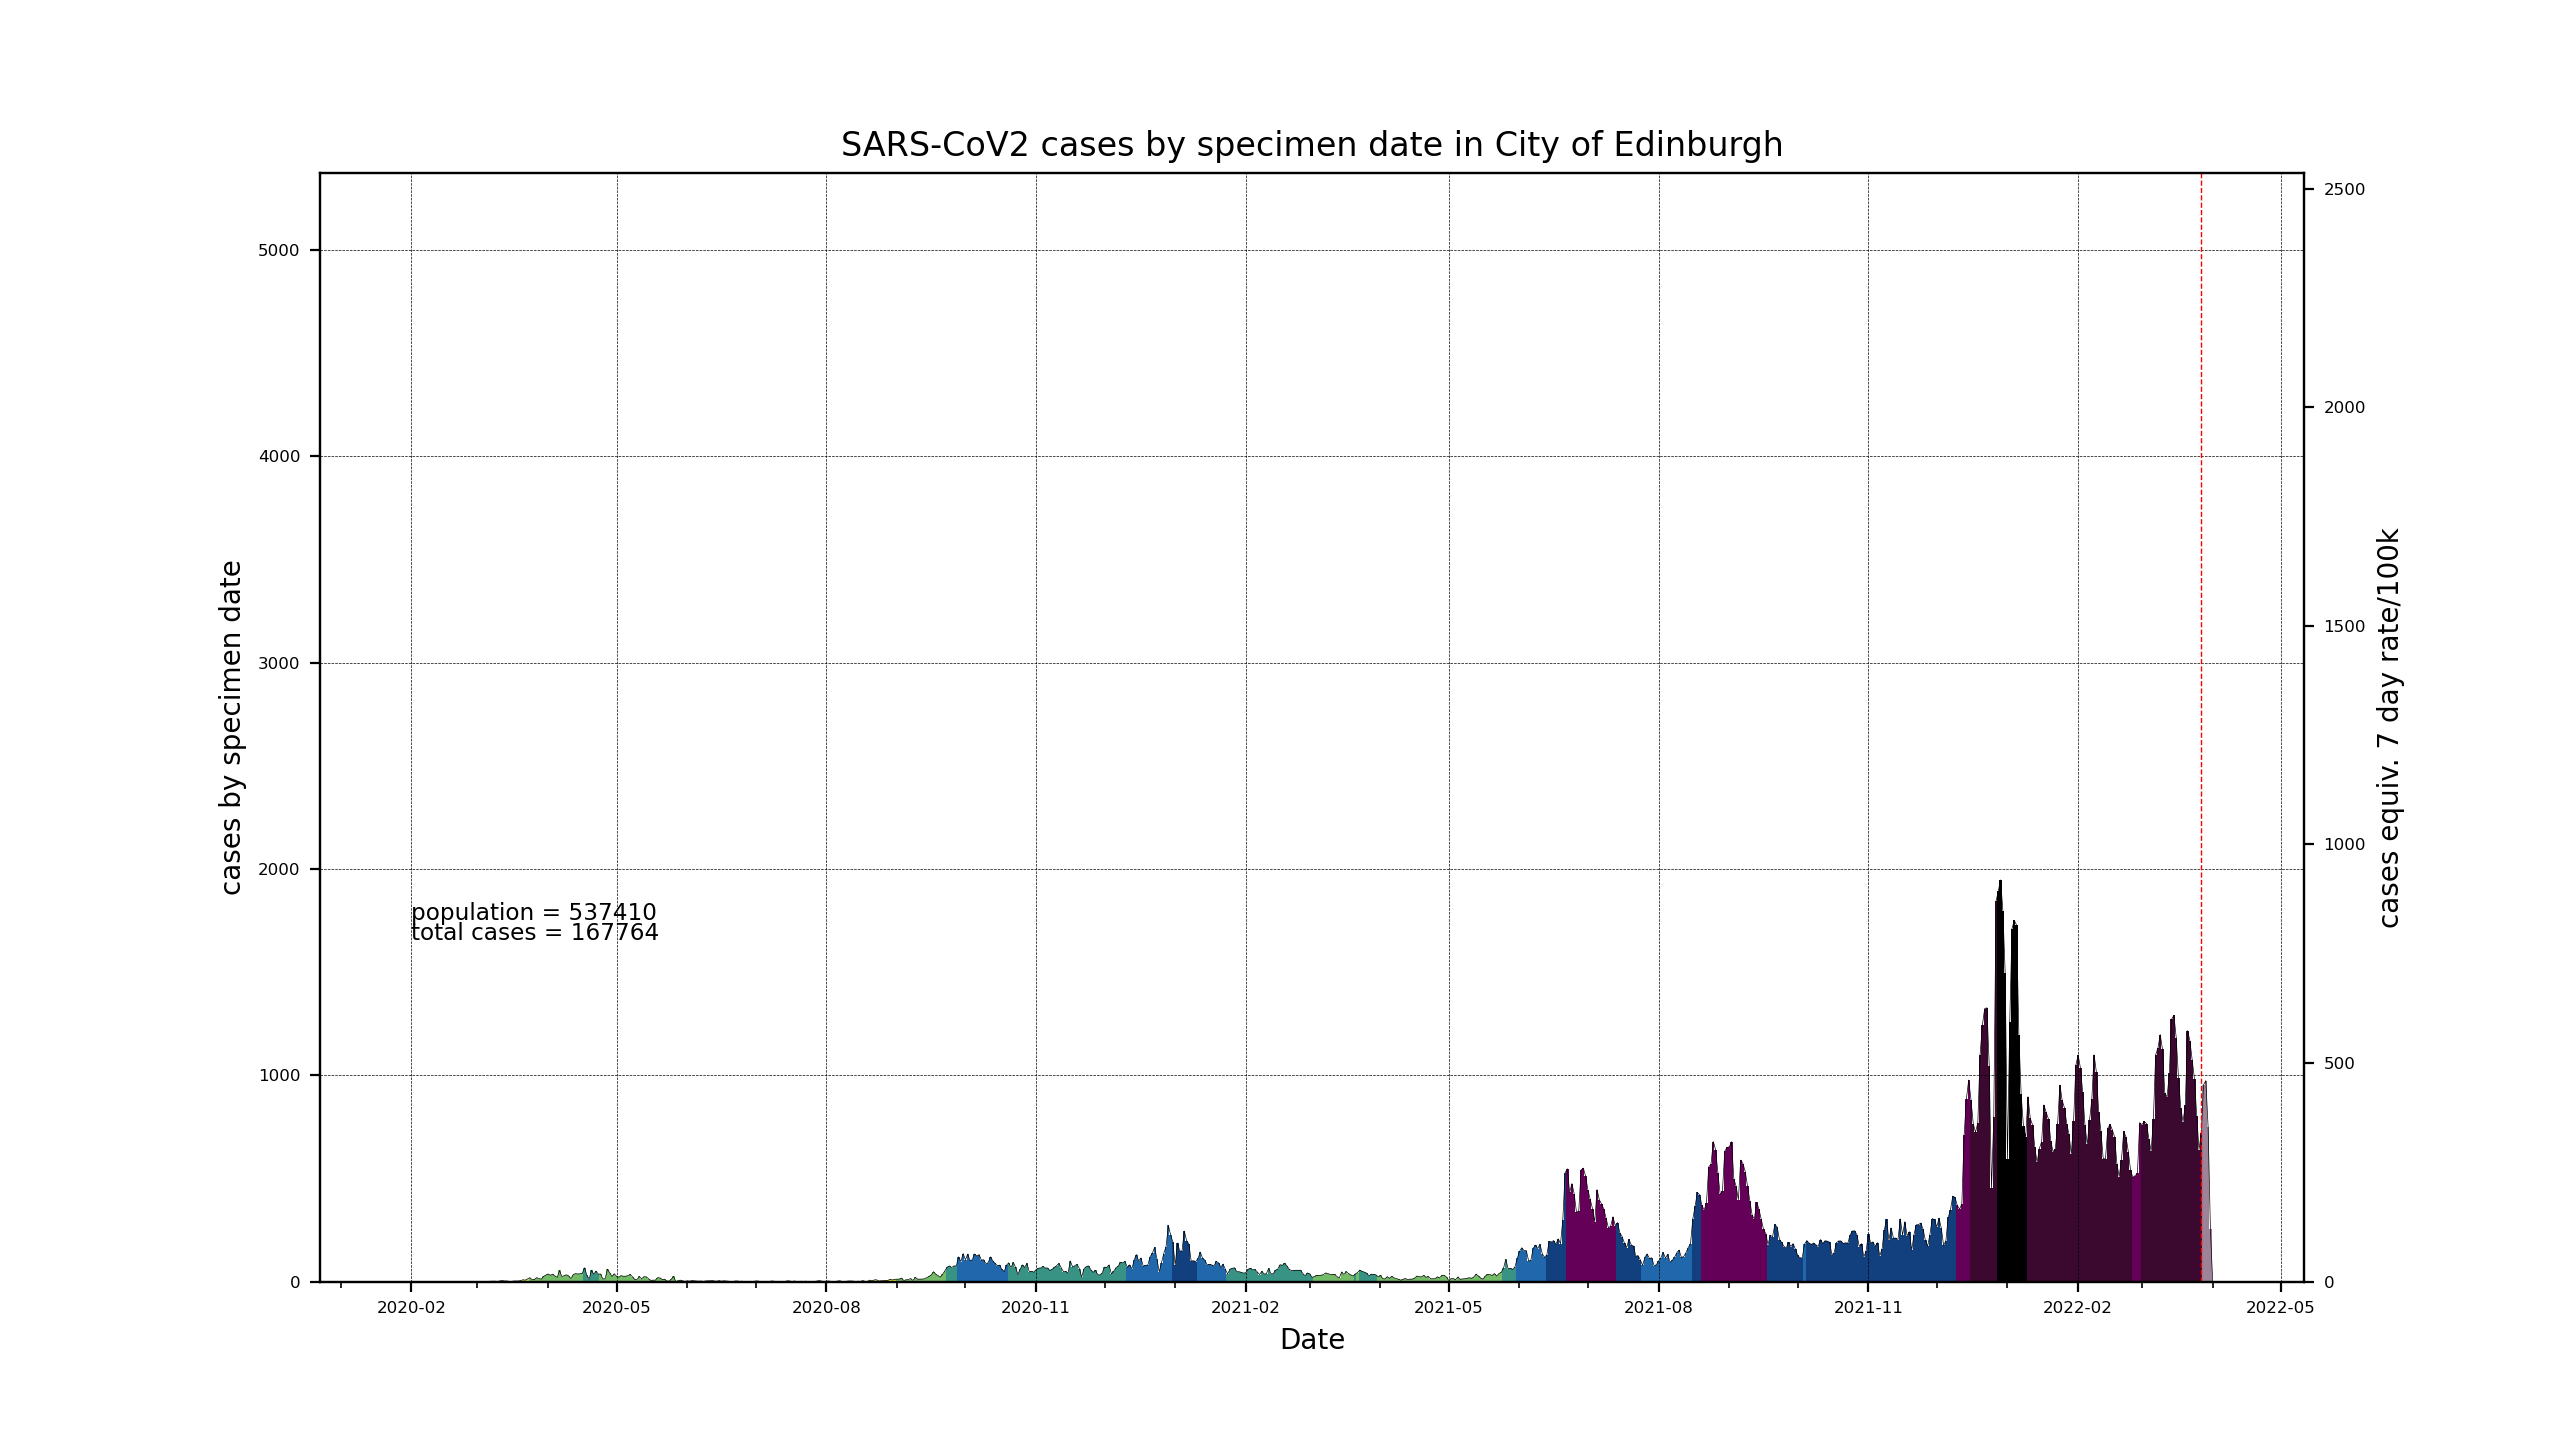 SARS-CoV2 cases by specimen date in City of Edinburgh
cases by specimen date
5000
4000
3000
2000
1000
0
population = 537410
total cases = 167764
2500
2000
1500
1000
500
0
cases equiv. 7 day rate/100k
2020-02 2020-05 2020-08 2020-11 2021-02 2021-05 2021-08 2021-11 2022-02 2022-05
Date